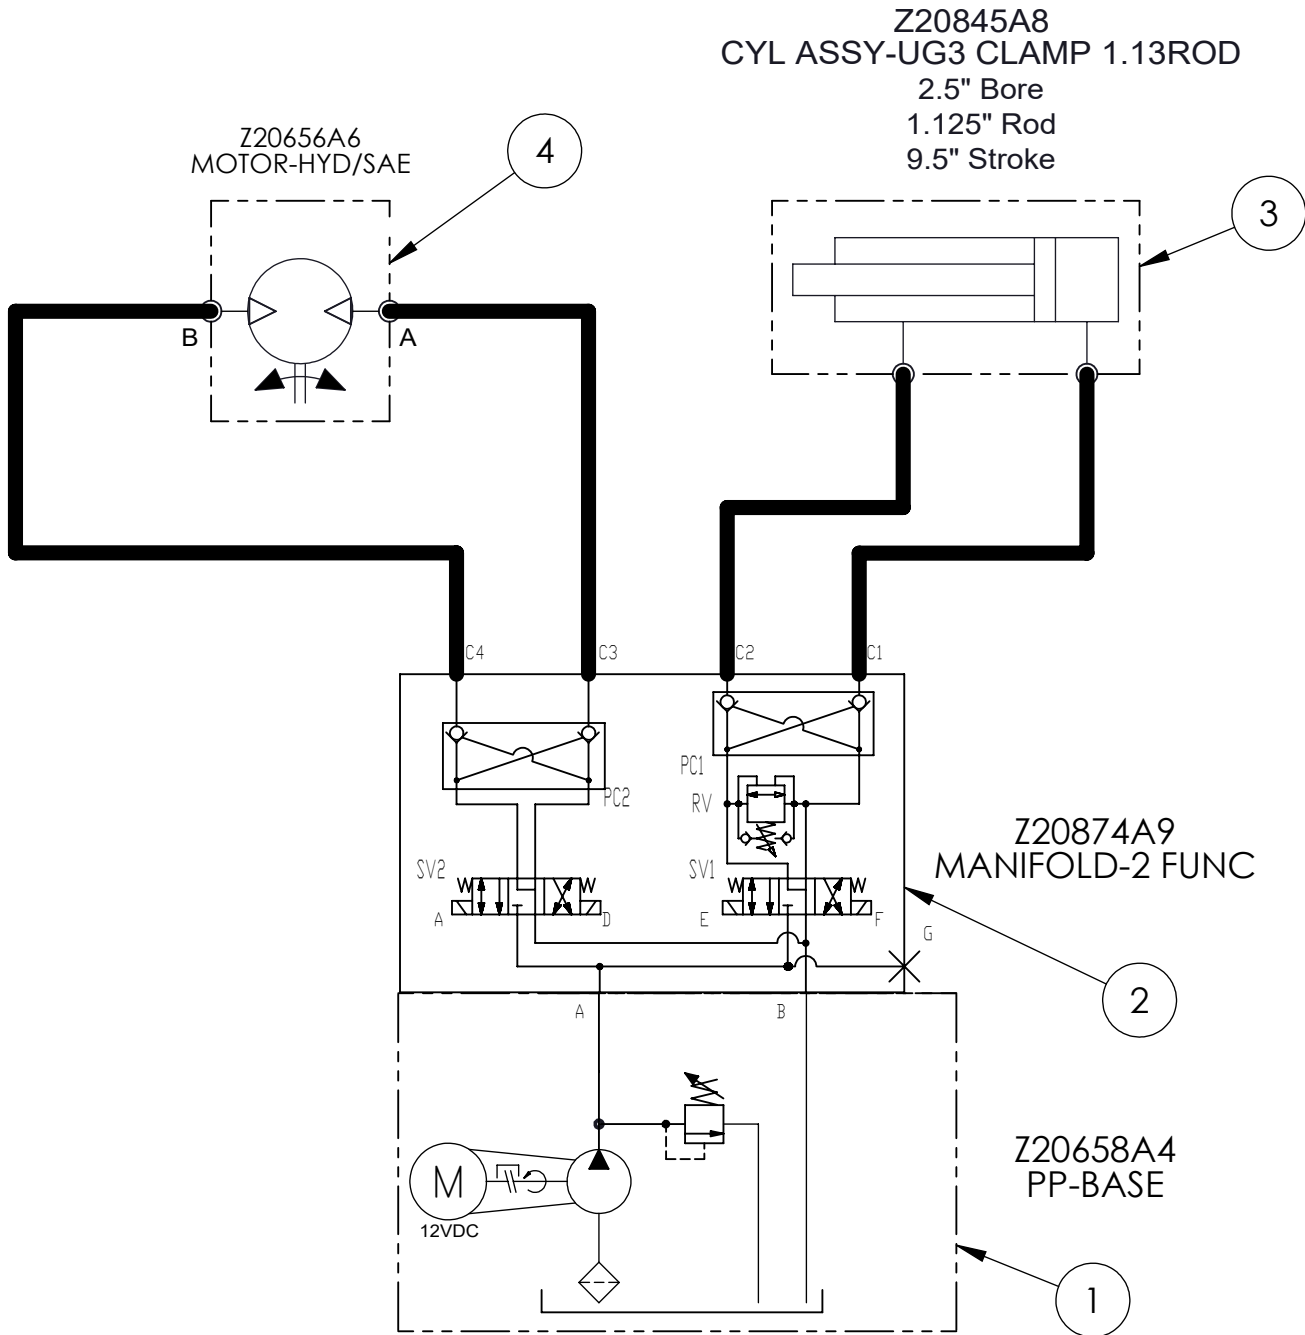 Z20845A8
CYL ASSY-UG3 CLAMP 1.13ROD
2.5" Bore
1.125" Rod
9.5" Stroke
Z20656A6
MOTOR-HYD/SAE
4
3
B
A
C4
C3
C2
C1
PC1
PC2
RV
Z20874A9
MANIFOLD-2 FUNC
SV2
SV1
A
D
E
F
G
2
A
B
Z20658A4
PP-BASE
M
12VDC
1